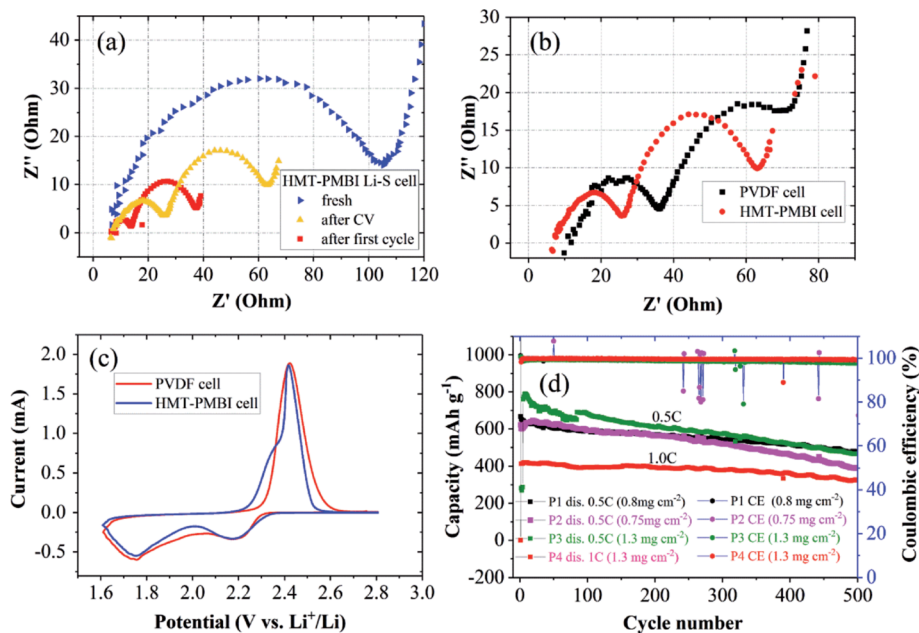 (a)
Z'' (Ohm)
40
30
20
10
0
HMT-PMBI Li-S cell
fresh
after CV
after first cycle
0 20 40 60 80 100 120
Z' (Ohm)
(b)
Z'' (Ohm)
30
25
20
15
10
5
0
PVDF cell
HMT-PMBI cell
0 20 40 60 80
Z' (Ohm)
(c)
Current (mA)
2.0
1.5
1.0
0.5
0.0
-0.5
PVDF cell
HMT-PMBI cell
1.6 1.8 2.0 2.2 2.4 2.6 2.8 3.0
Potential (V vs. Li⁺/Li)
(d)
Capacity (mAh g⁻¹)
1000
800
600
400
200
0
-200
0.5C
1.0C
P1 dis. 0.5C (0.8mg cm⁻²) P1 CE (0.8 mg cm⁻²)
P2 dis. 0.5C (0.75mg cm⁻²) P2 CE (0.75 mg cm⁻²)
P3 dis. 0.5C (1.3 mg cm⁻²) P3 CE (1.3 mg cm⁻²)
P4 dis. 1C (1.3 mg cm⁻²) P4 CE (1.3 mg cm⁻²)
100
80
60
40
20
0
Coulombic efficiency (%)
0 100 200 300 400 500
Cycle number